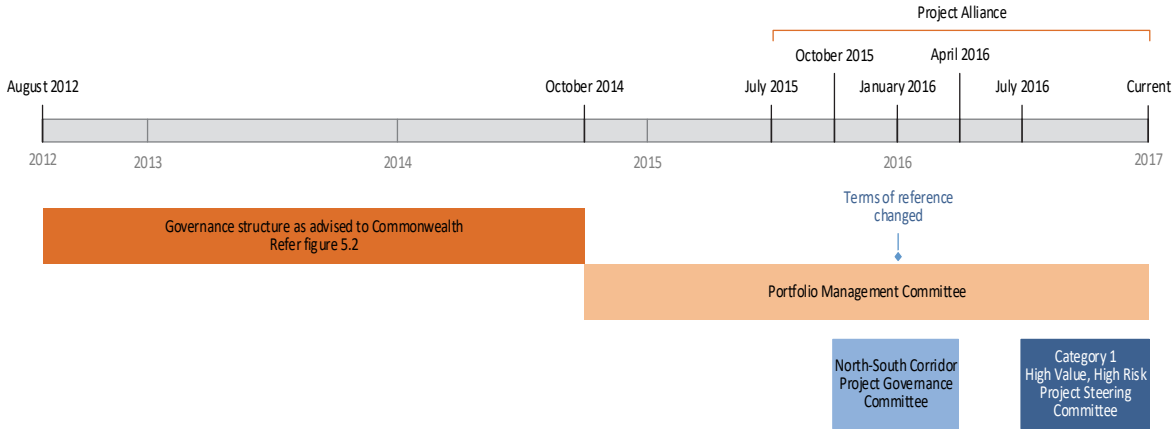 Project Alliance
October 2015
April 2016
August 2012
October 2014
July 2015
January 2016
July 2016
Current
2012
2013
2014
2015
2016
2017
Terms of reference
changed
Governance structure as advised to Commonwealth
Refer figure 5.2
Portfolio Management Committee
North-South Corridor
Project Governance
Committee
Category 1
High Value, High Risk
Project Steering
Committee